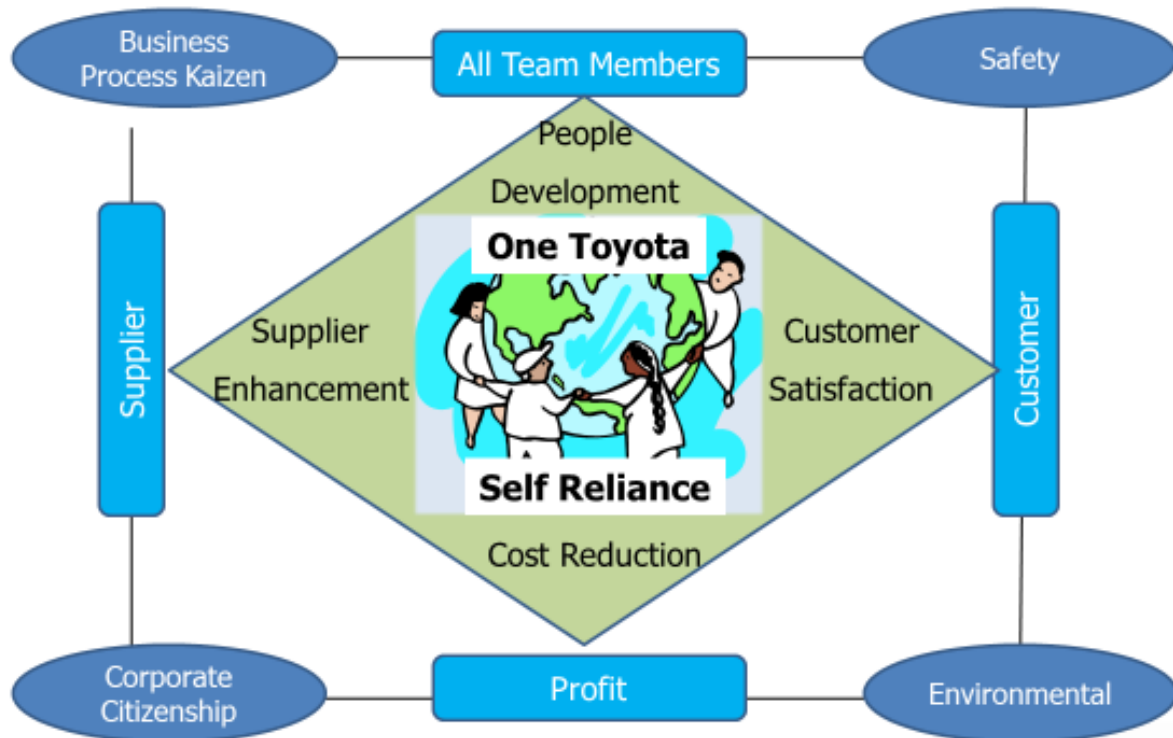 Business
Process Kaizen
All Team Members
Safety
People
Development
One Toyota
Supplier
Supplier
Enhancement
Customer
Satisfaction
Customer
Self Reliance
Cost Reduction
Corporate
Citizenship
Profit
Environmental